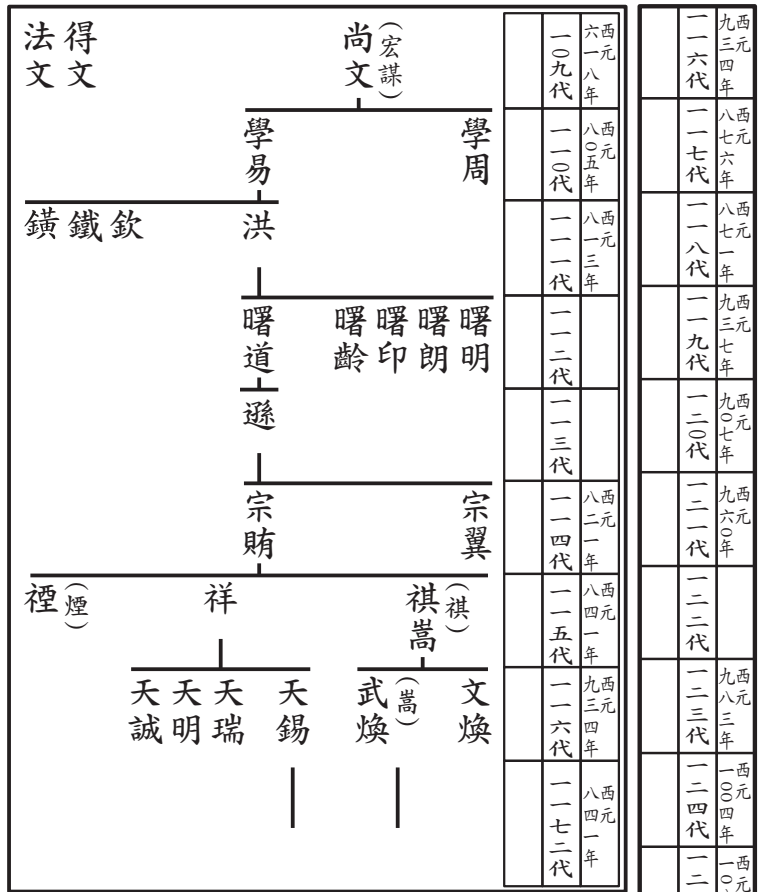 西元九三四年
一一六代
西元八七六年
一一七代
西元八七一年
一一八代
西元九三七年
一一九代
西元九〇七年
一二〇代
西元九六〇年
一二一代
一二二代
西元九八三年
一二三代
西元一〇〇四年
一二四代
西元一〇
一二
西元六一八年
一〇九代
西元八〇五年
一一〇代
西元八一三年
一一一代
一一二代
一一三代
西元八二一年
一一四代
西元八四一年
一一五代
西元九三四年
一一六代
西元八四一年
一一七二代
(宏謀)
尚文
得文
法文
學周
學易
洪
欽
鐵
鐄
曙明
曙朗
曙印
曙齡
曙道
遜
宗翼
宗賄
(祺)
祺嵩
祥
(煙)
禋
文煥
(嵩)
武煥
天錫
天瑞
天明
天誠